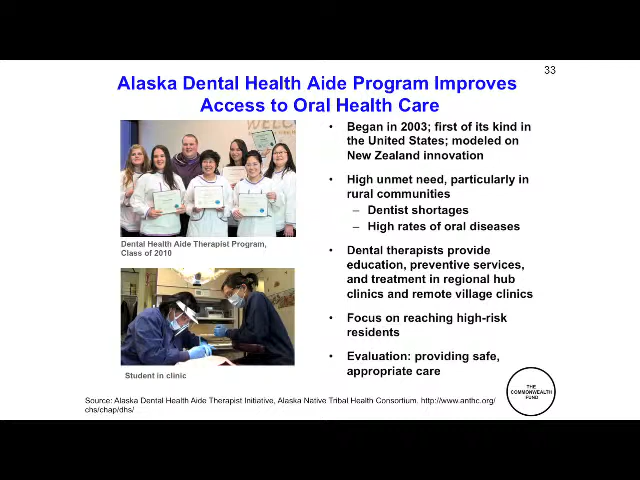 33
Alaska Dental Health Aide Program Improves
Access to Oral Health Care
WELC
Dental Health Aide Therapist Program,
Class of 2010
Student in clinic
• Began in 2003; first of its kind in
the United States; modeled on
New Zealand innovation
• High unmet need, particularly in
rural communities
– Dentist shortages
– High rates of oral diseases
• Dental therapists provide
education, preventive services,
and treatment in regional hub
clinics and remote village clinics
• Focus on reaching high-risk
residents
• Evaluation: providing safe,
appropriate care
Source: Alaska Dental Health Aide Therapist Initiative, Alaska Native Tribal Health Consortium, http://www.anthc.org/
chs/chap/dhs/
THE
COMMONWEALTH
FUND